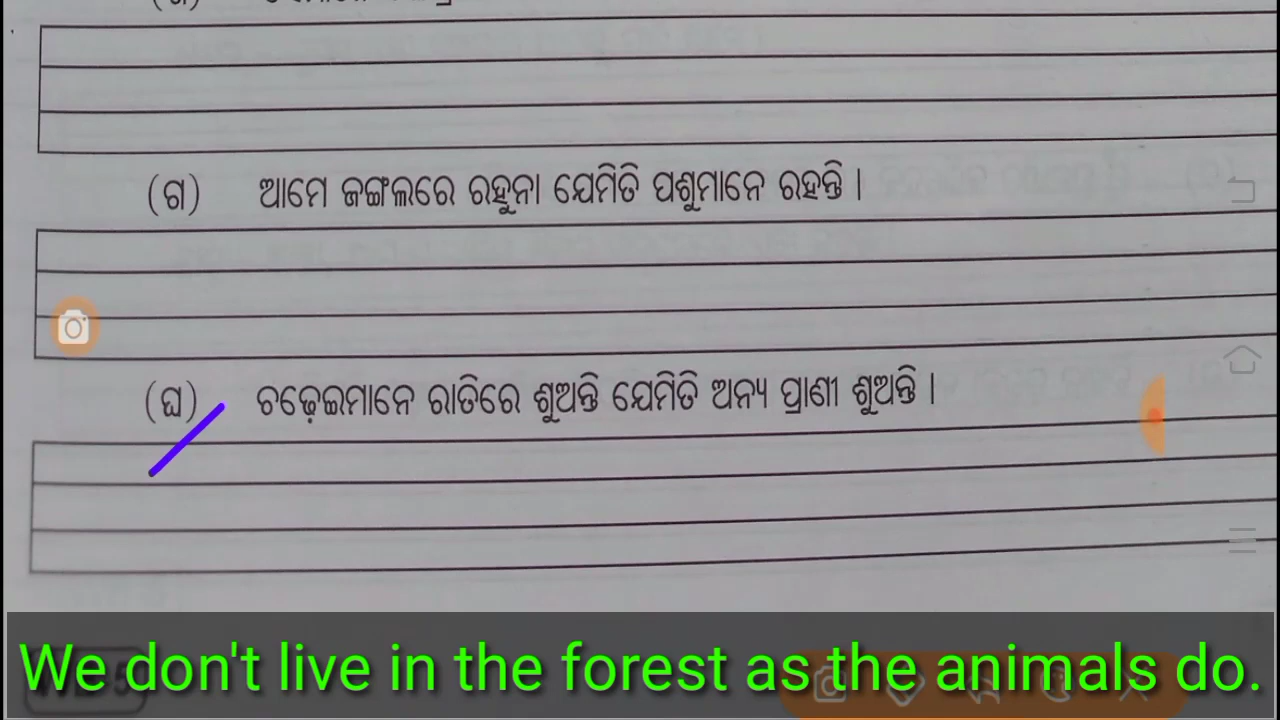 (ଗ) ଆମେ ଜଙ୍ଗଲରେ ରହୁନା ଯେମିତି ପଶୁମାନେ ରହନ୍ତି ।
(ଘ) ଚଢ଼େଇମାନେ ରାତିରେ ଶୁଅନ୍ତି ଯେମିତି ଅନ୍ୟ ପ୍ରାଣୀ ଶୁଅନ୍ତି ।
We don't live in the forest as the animals do.